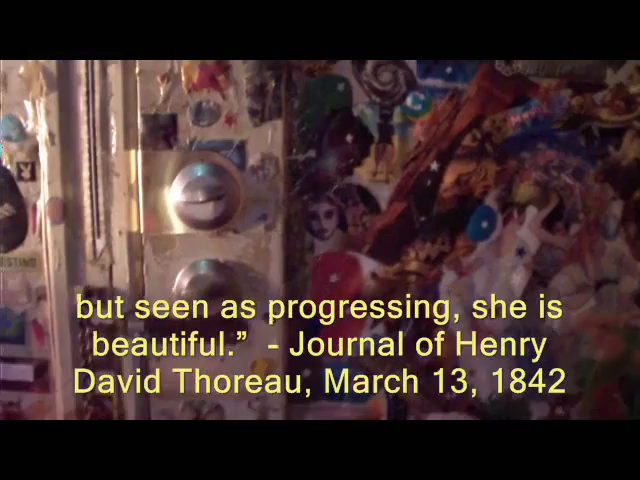 but seen as progressing, she is
beautiful.”  - Journal of Henry
David Thoreau, March 13, 1842